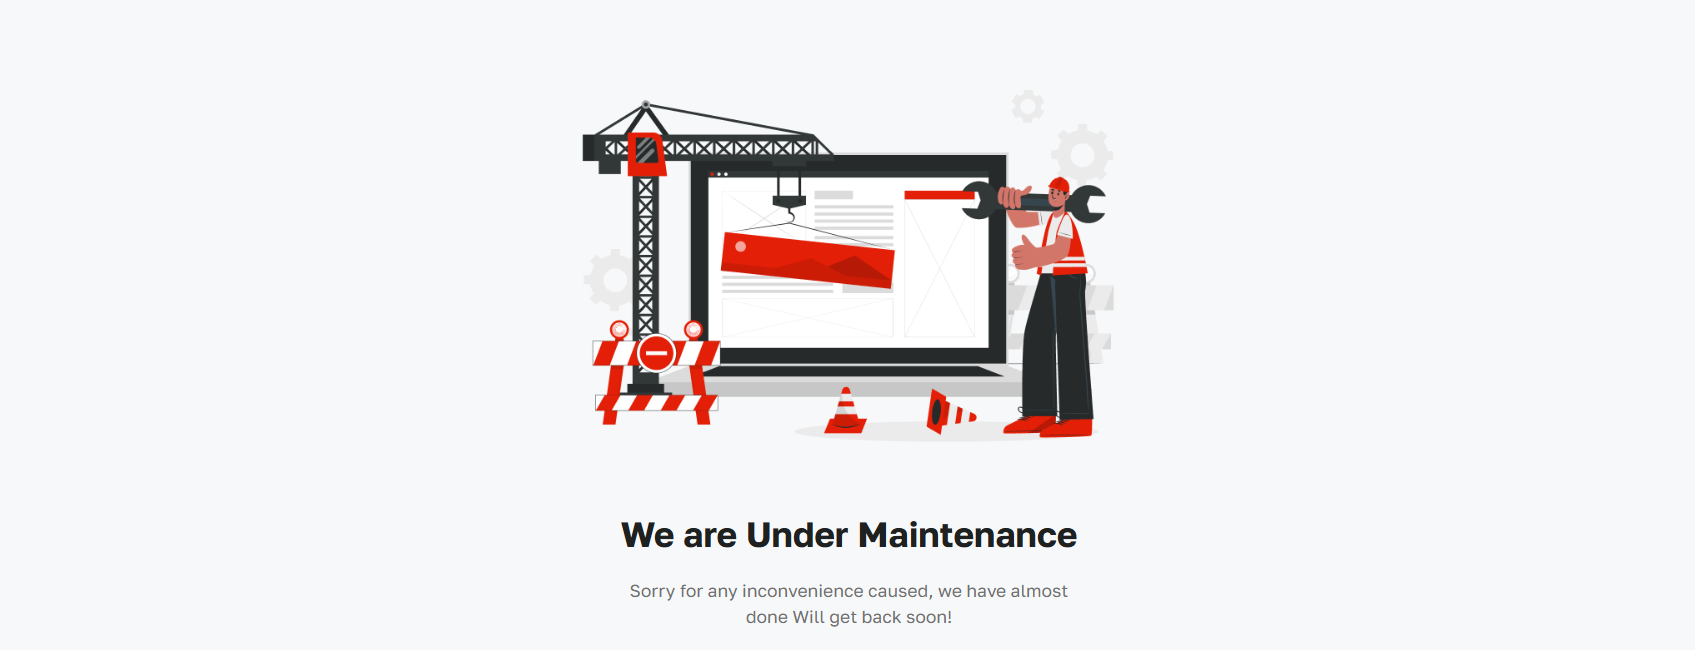 We are Under Maintenance
Sorry for any inconvenience caused, we have almost
done Will get back soon!